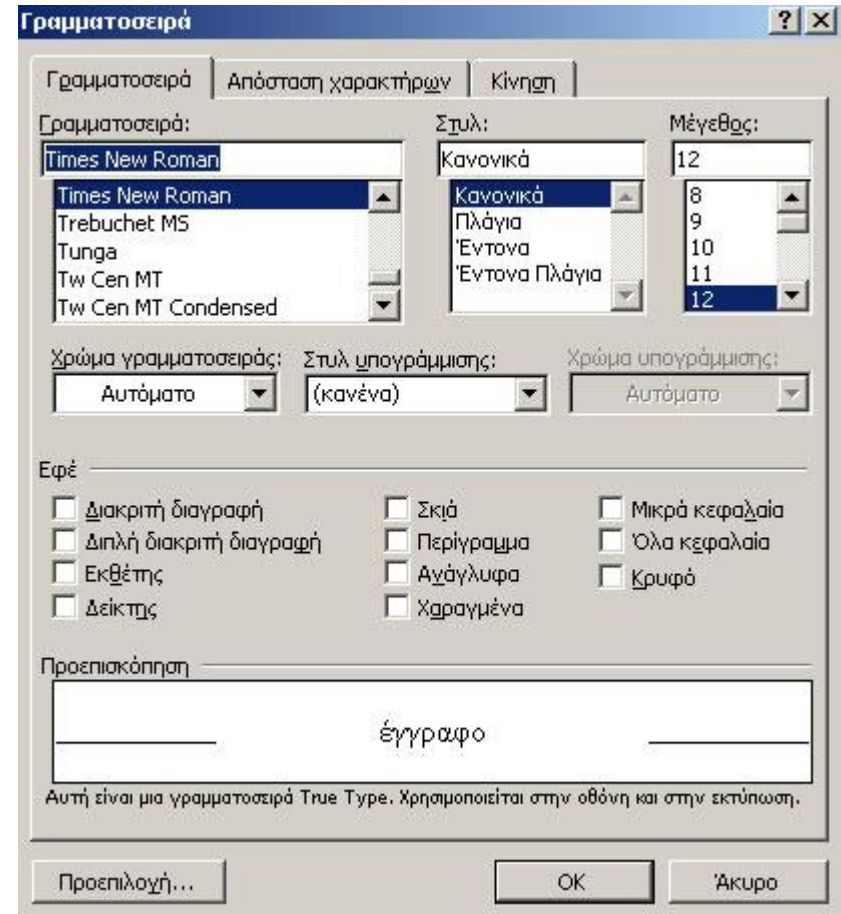 Γραμματοσειρά
Γραμματοσειρά Απόσταση χαρακτήρων Κίνηση
Γραμματοσειρά: Στυλ: Μέγεθος:
Times New Roman Κανονικά 12
Times New Roman Κανονικά 8
Trebuchet MS Πλάγια 9
Tunga Έντονα 10
Tw Cen MT Έντονα Πλάγια 11
Tw Cen MT Condensed 12
Χρώμα γραμματοσειράς: Στυλ υπογράμμισης: Χρώμα υπογράμμισης:
Αυτόματο (κανένα) Αυτόματο
Εφέ
Διακριτή διαγραφή Σκιά Μικρά κεφαλαία
Διπλή διακριτή διαγραφή Περίγραμμα Όλα κεφαλαία
Εκθέτης Ανάγλυφα Κρυφό
Δείκτης Χαραγμένα
Προεπισκόπηση
έγγραφο
Αυτή είναι μια γραμματοσειρά True Type. Χρησιμοποιείται στην οθόνη και στην εκτύπωση.
Προεπιλογή... OK Άκυρο